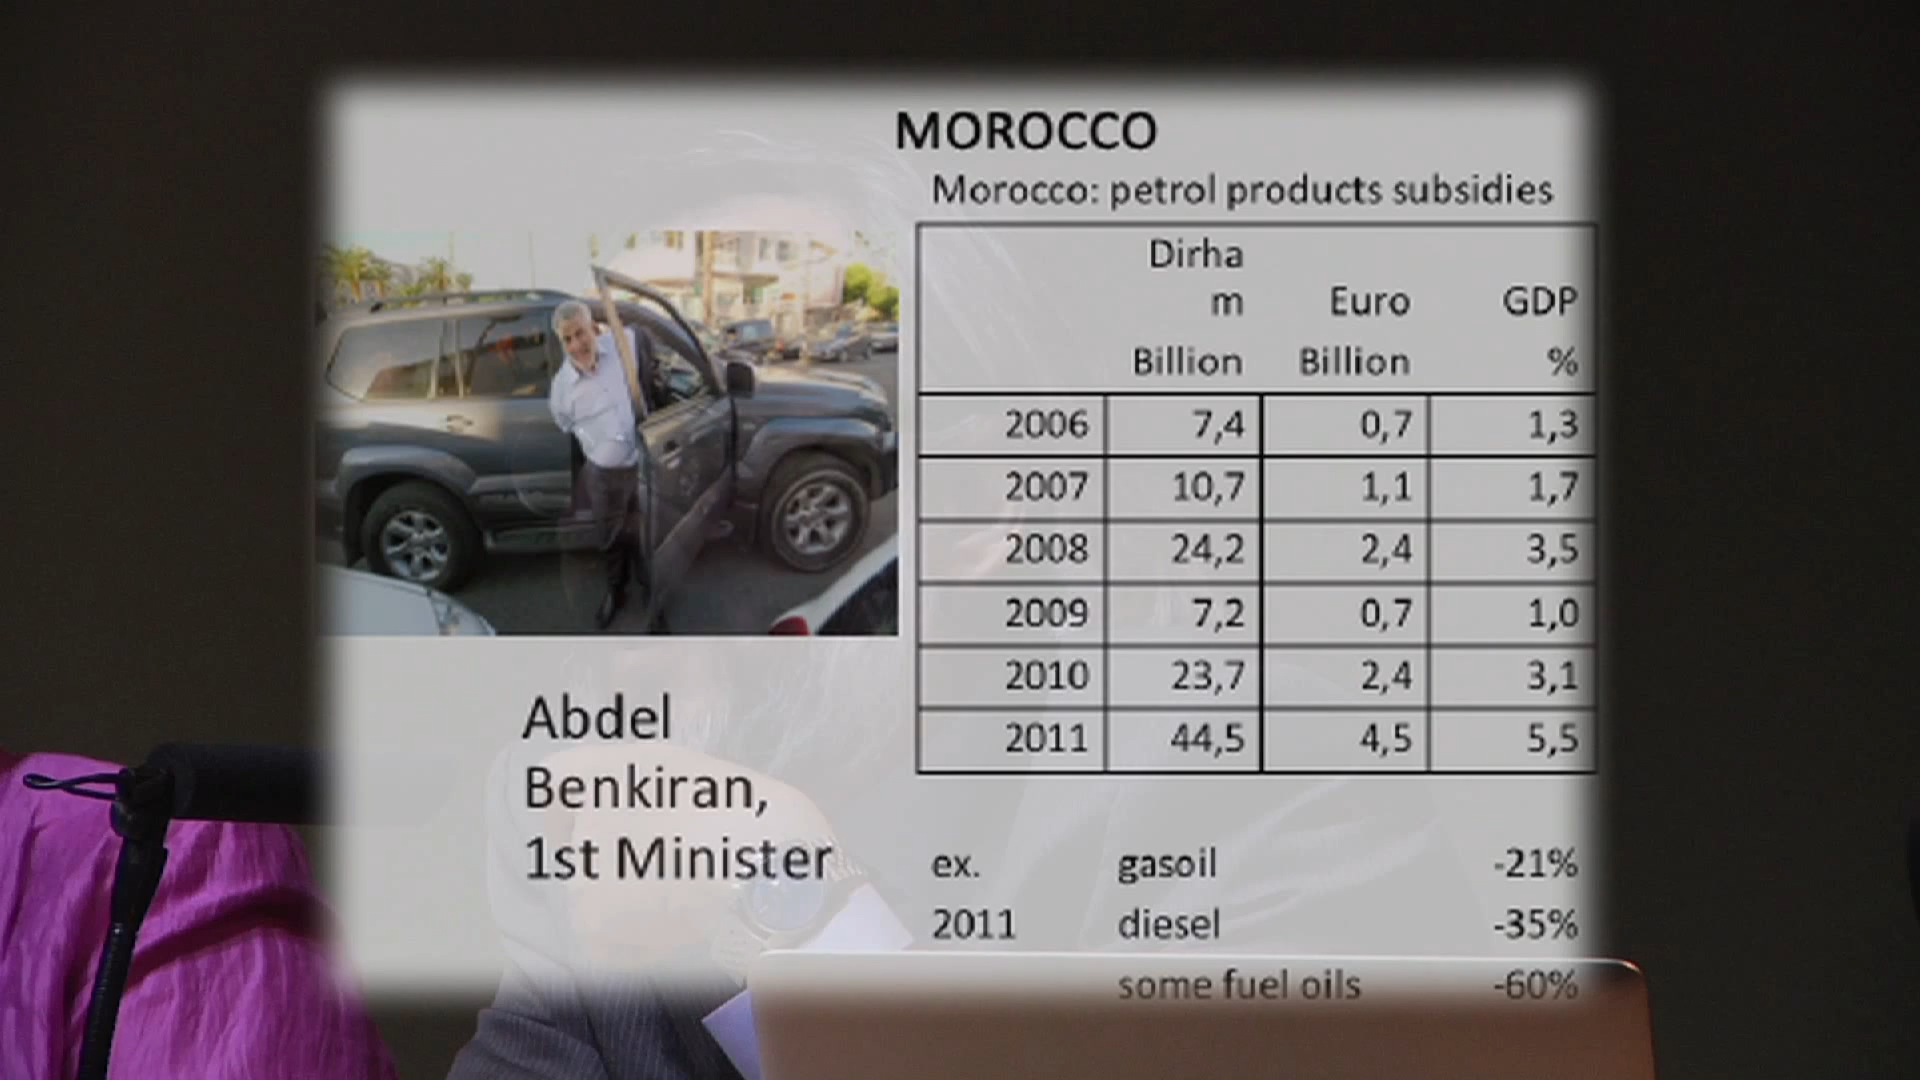 MOROCCO
Morocco: petrol products subsidies
Dirha
m Euro GDP
Billion Billion %
2006 7,4 0,7 1,3
2007 10,7 1,1 1,7
2008 24,2 2,4 3,5
2009 7,2 0,7 1,0
2010 23,7 2,4 3,1
2011 44,5 4,5 5,5
Abdel
Benkiran,
1st Minister
ex. gasoil -21%
2011 diesel -35%
some fuel oils -60%